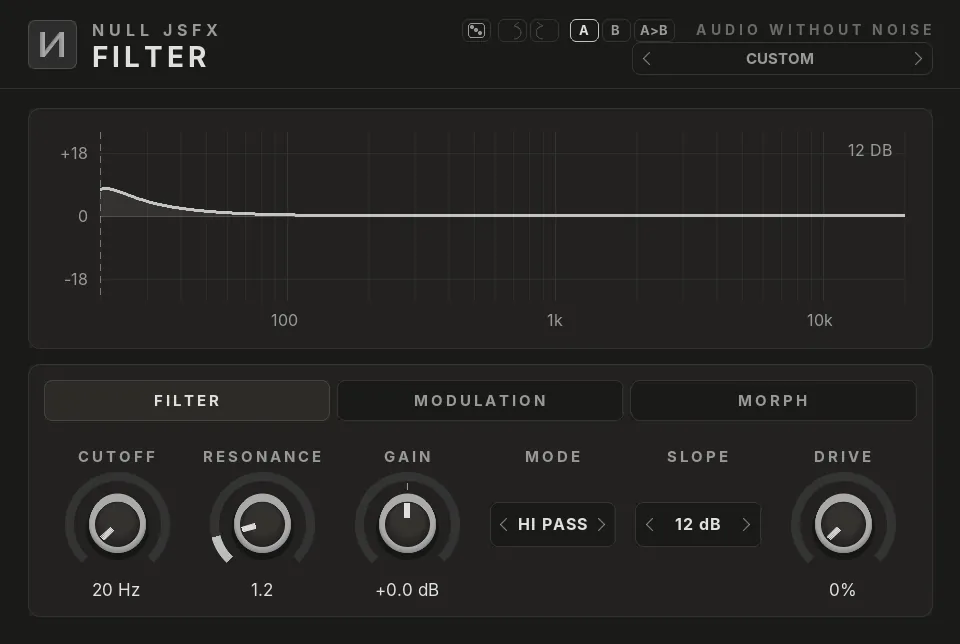 NULL JSFX
FILTER
A B A>B
AUDIO WITHOUT NOISE
CUSTOM
+18
12 DB
0
-18
100 1k 10k
FILTER MODULATION MORPH
CUTOFF RESONANCE GAIN MODE SLOPE DRIVE
HI PASS 12 dB
20 Hz 1.2 +0.0 dB 0%